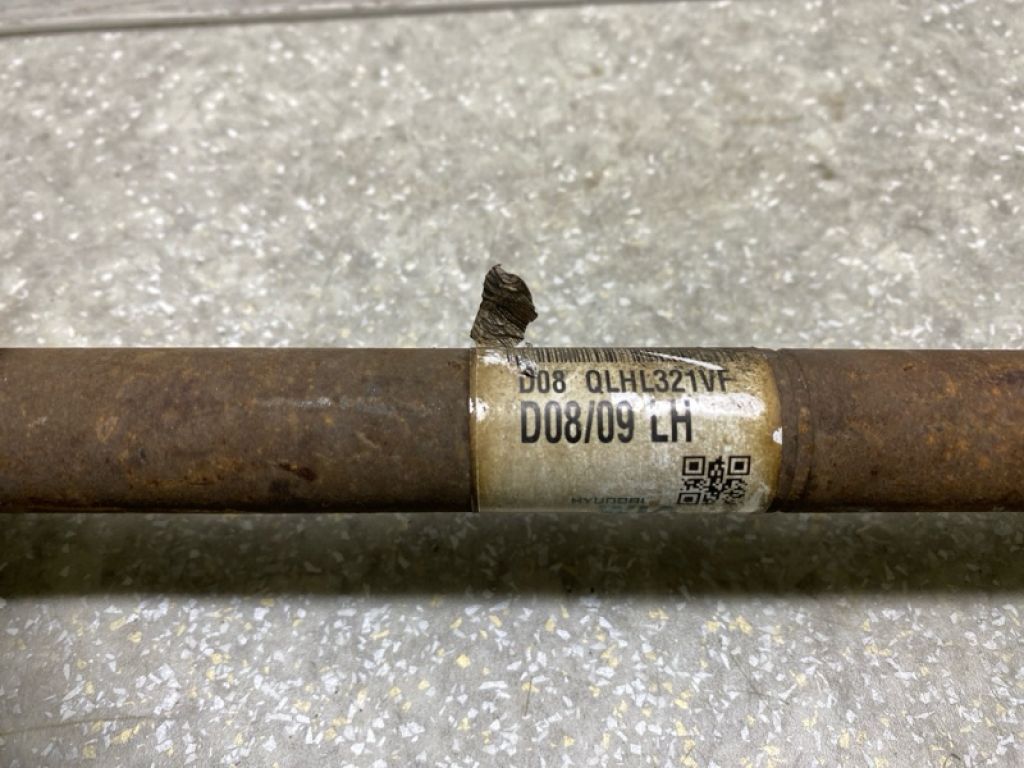 D08 QLHL321VF
D08/09 LH
HYUNDAI